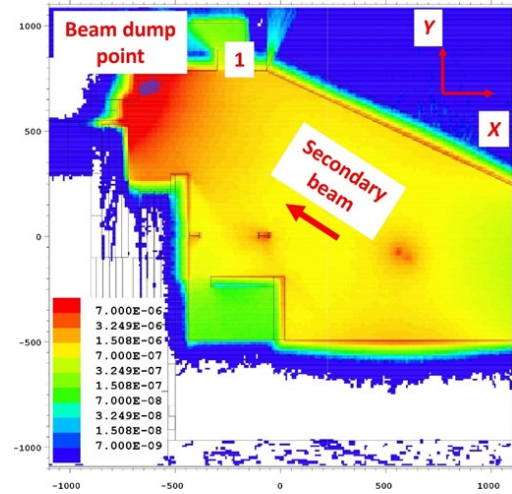 Beam dump
point
1
Y
X
Secondary
beam
500
0
-500
-1000
7.000E-06
3.249E-06
1.508E-06
7.000E-07
3.249E-07
1.508E-07
7.000E-08
3.249E-08
1.508E-08
7.000E-09
-1000
-500
0
500
1000